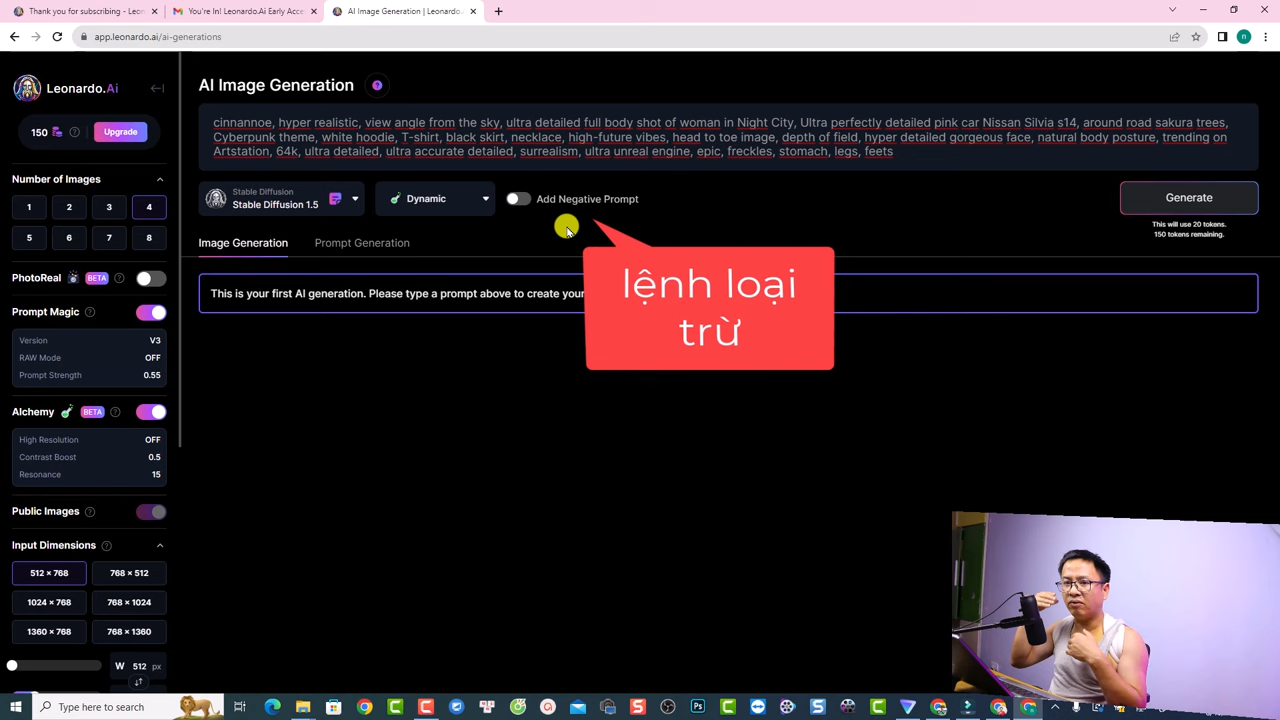 Thank you for subscribing - Leon
You're In! Leonardo.Ai Early Acce
AI Image Generation | Leonardo.
app.leonardo.ai/ai-generations
n
Leonardo.Ai
150
Upgrade
Number of Images
1
2
3
4
5
6
7
8
PhotoReal BETA
Prompt Magic
Version V3
RAW Mode OFF
Prompt Strength 0.55
Alchemy BETA
High Resolution OFF
Contrast Boost 0.5
Resonance 15
Public Images
Input Dimensions
512 × 768
768 × 512
1024 × 768
768 × 1024
1360 × 768
768 × 1360
W 512 px
AI Image Generation
cinnannoe, hyper realistic, view angle from the sky, ultra detailed full body shot of woman in Night City, Ultra perfectly detailed pink car Nissan Silvia s14, around road sakura trees,
Cyberpunk theme, white hoodie, T-shirt, black skirt, necklace, high-future vibes, head to toe image, depth of field, hyper detailed gorgeous face, natural body posture, trending on
Artstation, 64k, ultra detailed, ultra accurate detailed, surrealism, ultra unreal engine, epic, freckles, stomach, legs, feets
Stable Diffusion
Stable Diffusion 1.5
Dynamic
Add Negative Prompt
Generate
This will use 20 tokens.
150 tokens remaining.
Image Generation
Prompt Generation
This is your first AI generation. Please type a prompt above to create your
lệnh loại
trừ
Type here to search